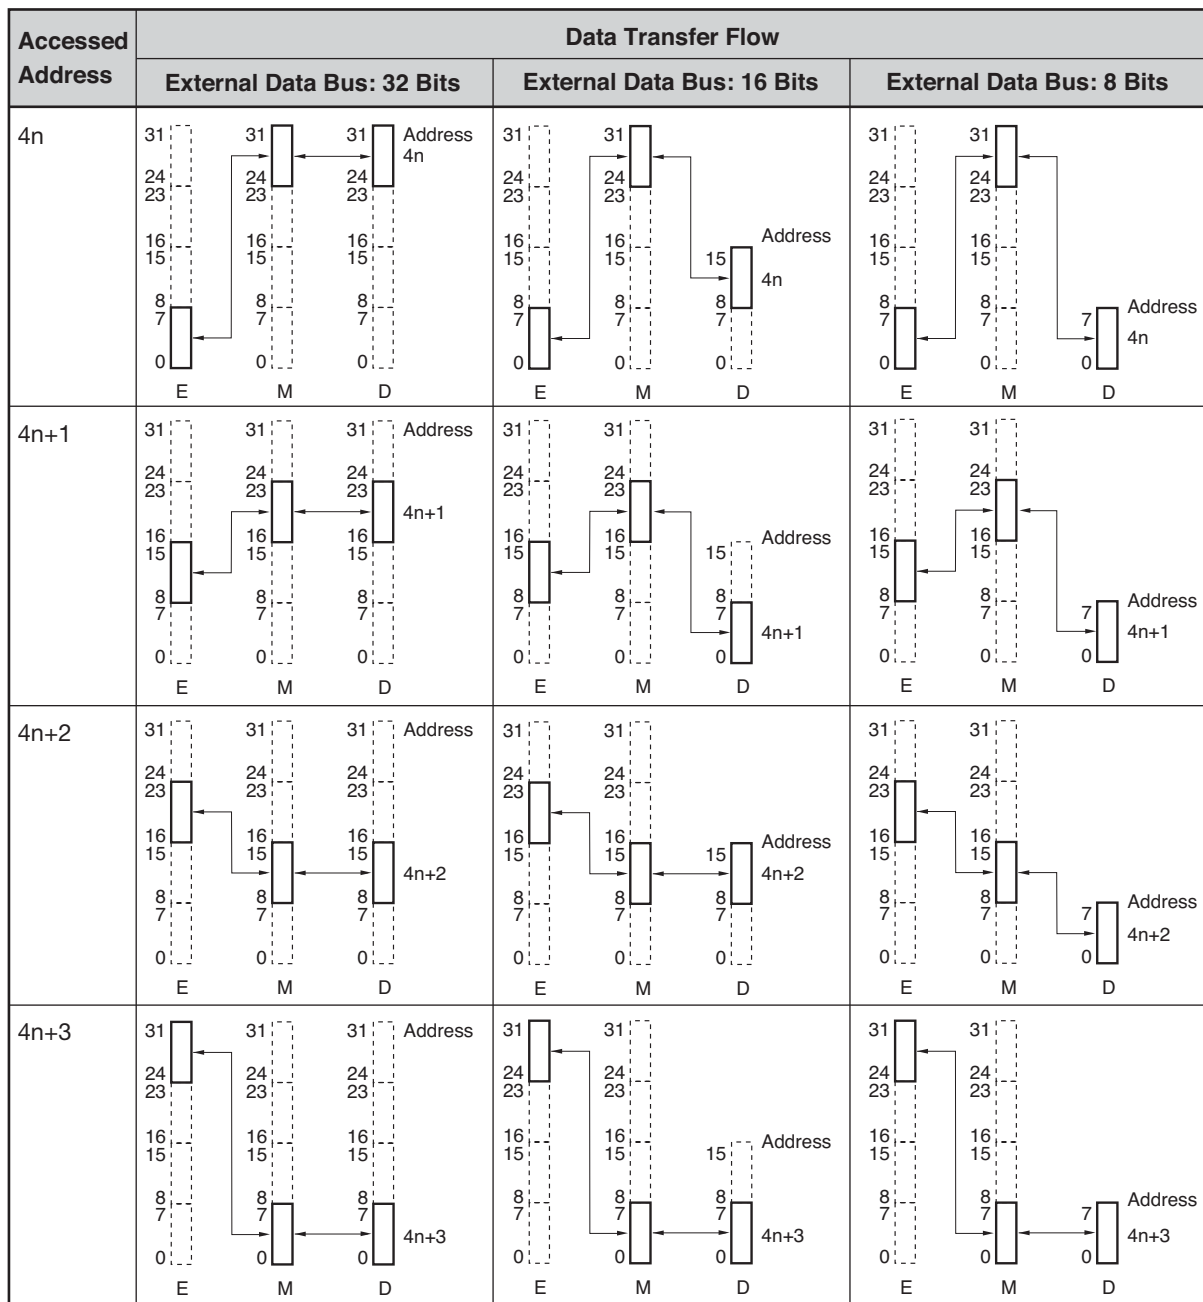 Accessed Address
Data Transfer Flow
External Data Bus: 32 Bits
External Data Bus: 16 Bits
External Data Bus: 8 Bits
4n
31 31 31 Address
4n
24 24 24
23 23 23
16 16 16
15 15 15
8 8 8
7 7 7
0 0 0
E M D
31 31
24 24
23 23
16 16 Address
15 15 15
4n
8 8 8
7 7
0 0
E M D
31 31
24 24
23 23
16 16
15 15
8 8 Address
7 7 7
4n
0 0 0
E M D
4n+1
31 31 31 Address
24 24 24
23 23 23
4n+1
16 16 16
15 15 15
8 8 8
7 7 7
0 0 0
E M D
31 31
24 24
23 23
16 16 Address
15 15 15
8 8 8
7 7 7
4n+1
0 0 0
E M D
31 31
24 24
23 23
16 16
15 15
8 8 Address
7 7 7
4n+1
0 0 0
E M D
4n+2
31 31 31 Address
24 24 24
23 23 23
16 16 16
15 15 15
4n+2
8 8 8
7 7 7
0 0 0
E M D
31 31
24 24
23 23
16 16 Address
15 15 15
4n+2
8 8 8
7 7 7
0 0 0
E M D
31 31
24 24
23 23
16 16
15 15
8 8 Address
7 7 7
4n+2
0 0 0
E M D
4n+3
31 31 31 Address
24 24 24
23 23 23
16 16 16
15 15 15
8 8 8
7 7 7
4n+3
0 0 0
E M D
31 31
24 24
23 23
16 16 Address
15 15 15
8 8 8
7 7 7
4n+3
0 0 0
E M D
31 31
24 24
23 23
16 16
15 15
8 8 Address
7 7 7
4n+3
0 0 0
E M D